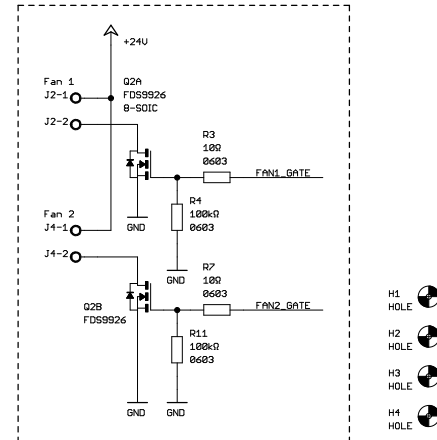 +24V
Fan 1
J2-1
J2-2
Q2A
FDS9926
8-SOIC
R3
10Ω
0603
FAN1_GATE
R4
100kΩ
0603
GND
GND
Fan 2
J4-1
J4-2
R7
10Ω
0603
FAN2_GATE
Q2B
FDS9926
R11
100kΩ
0603
GND
GND
H1
HOLE
H2
HOLE
H3
HOLE
H4
HOLE